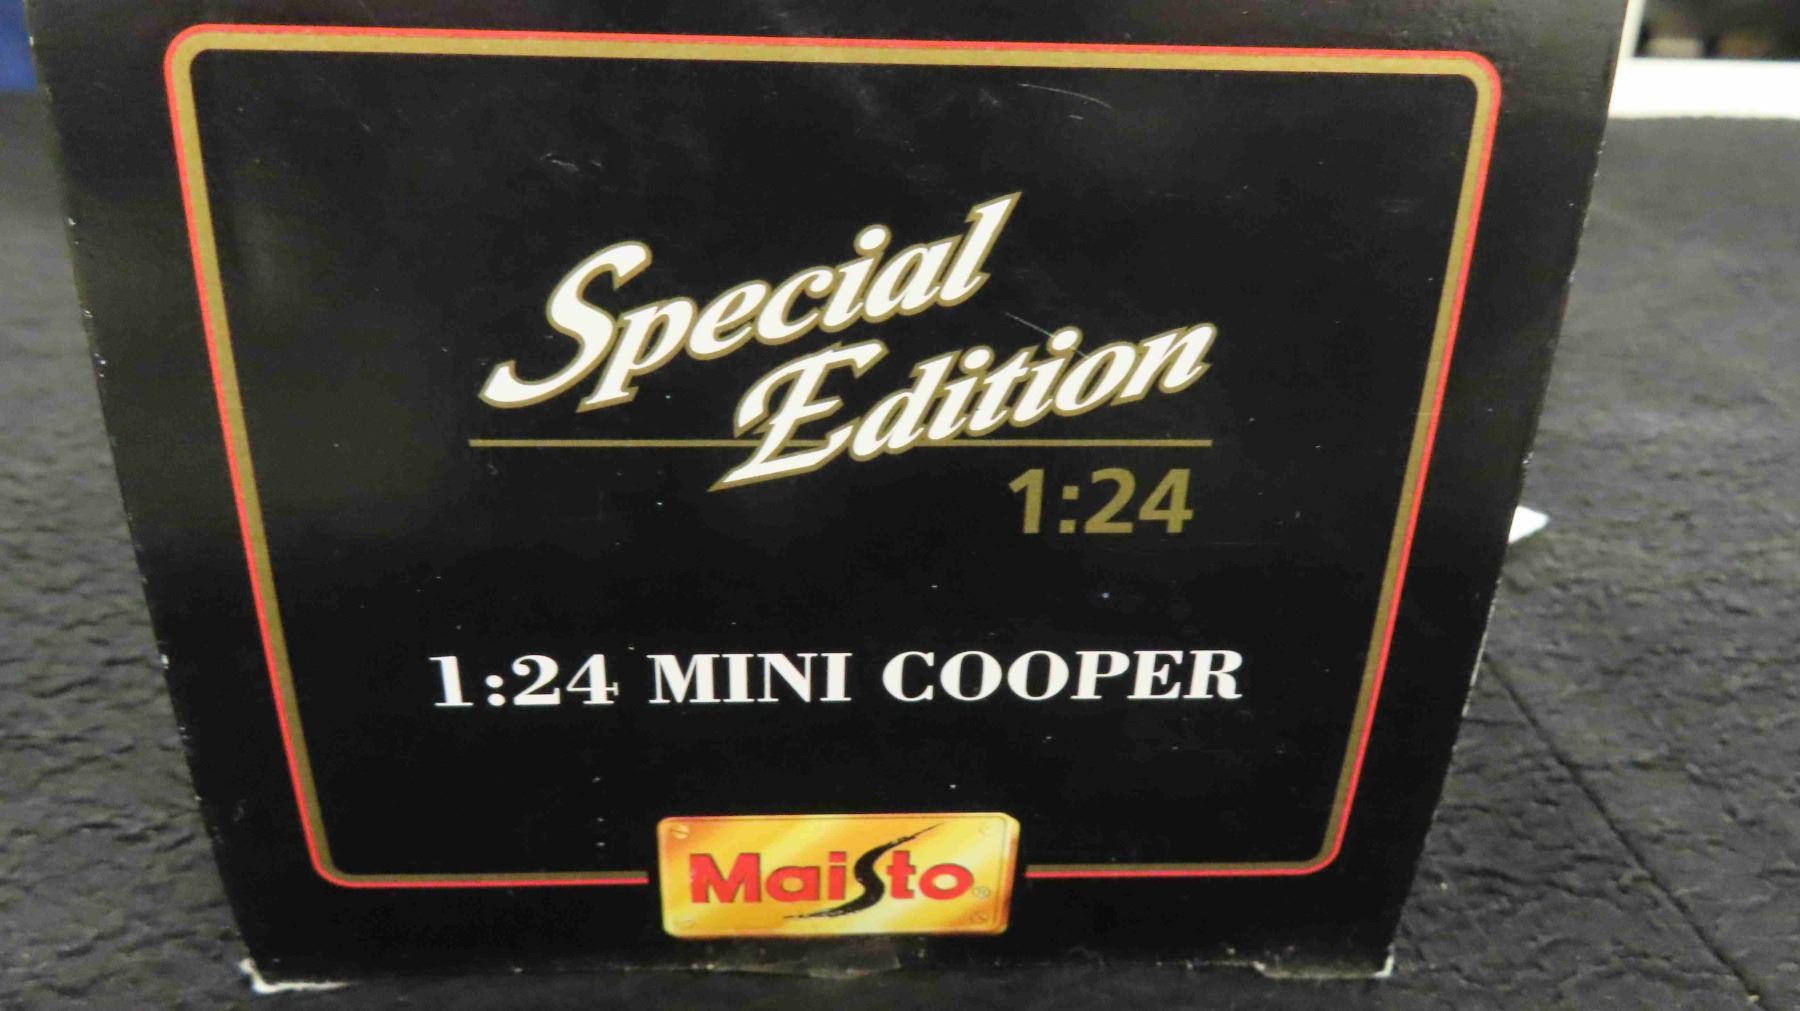 Special
Edition
1:24
1:24 MINI COOPER
Maisto®